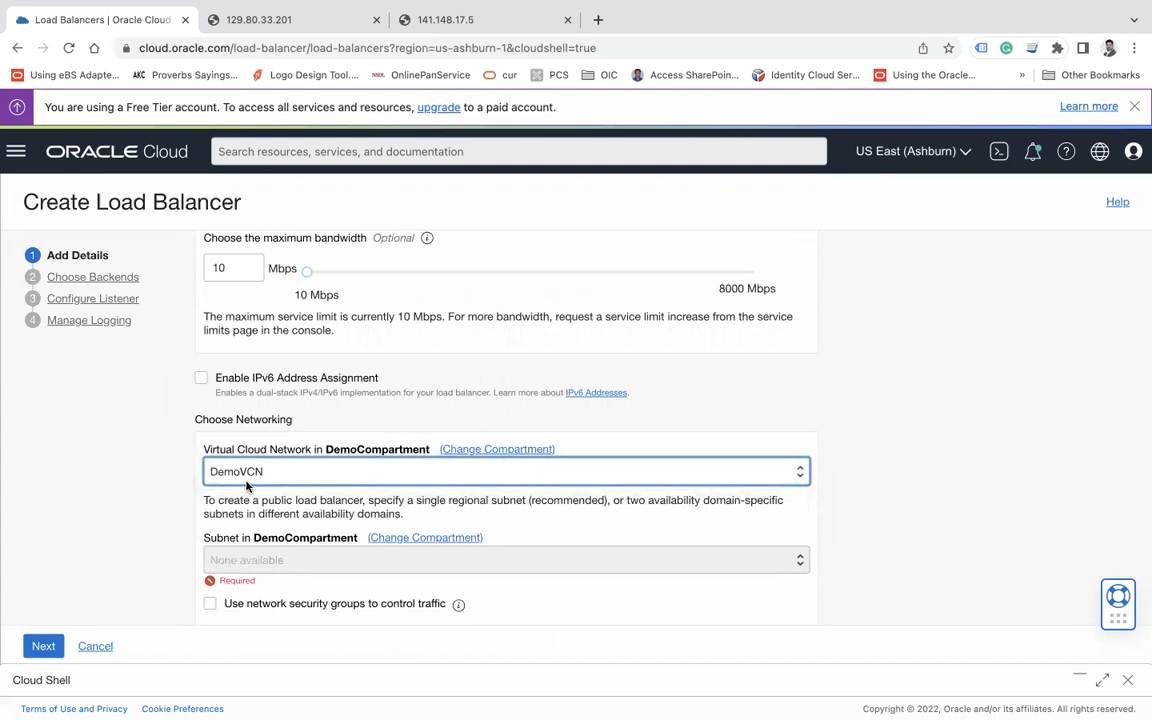 Load Balancers | Oracle Cloud
129.80.33.201
141.148.17.5
cloud.oracle.com/load-balancer/load-balancers?region=us-ashburn-1&cloudshell=true
Using eBS Adapte...
AKC Proverbs Sayings...
Logo Design Tool....
OnlinePanService
cur
PCS
OIC
Access SharePoin...
Identity Cloud Ser...
Using the Oracle...
»
Other Bookmarks
You are using a Free Tier account. To access all services and resources, upgrade to a paid account.
Learn more
ORACLE Cloud
Search resources, services, and documentation
US East (Ashburn)
Create Load Balancer
Help
1 Add Details
2 Choose Backends
3 Configure Listener
4 Manage Logging
Choose the maximum bandwidth Optional
10 Mbps
10 Mbps
8000 Mbps
The maximum service limit is currently 10 Mbps. For more bandwidth, request a service limit increase from the service
limits page in the console.
Enable IPv6 Address Assignment
Enables a dual-stack IPv4/IPv6 implementation for your load balancer. Learn more about IPv6 Addresses.
Choose Networking
Virtual Cloud Network in DemoCompartment (Change Compartment)
DemoVCN
To create a public load balancer, specify a single regional subnet (recommended), or two availability domain-specific
subnets in different availability domains.
Subnet in DemoCompartment (Change Compartment)
None available
Required
Use network security groups to control traffic
Next
Cancel
Cloud Shell
Terms of Use and Privacy
Cookie Preferences
Copyright © 2022, Oracle and/or its affiliates. All rights reserved.